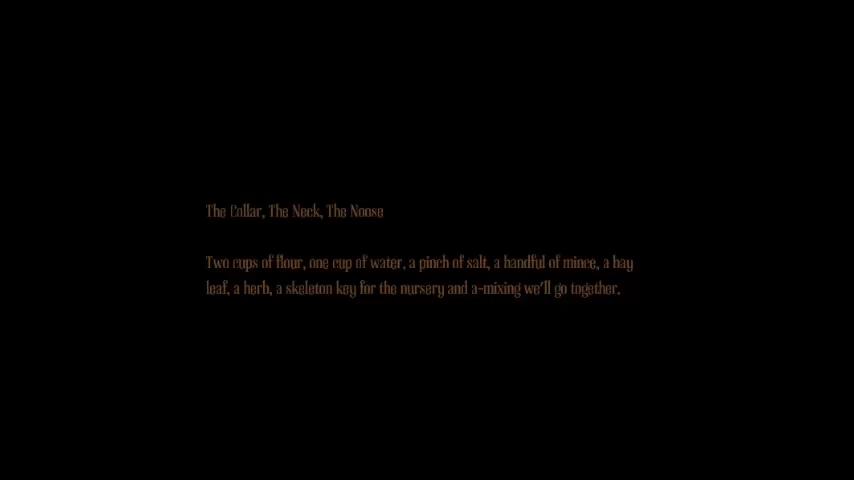 The Collar, The Neck, The Noose
Two cups of flour, one cup of water, a pinch of salt, a handful of mince, a bay
leaf, a herb, a skeleton key for the nursery and a-mixing we'll go together.